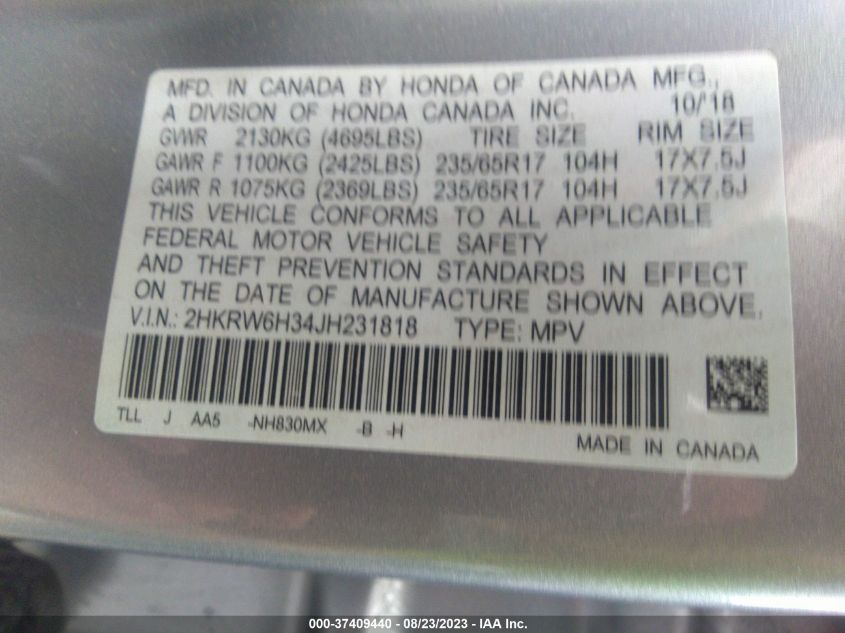 MFD. IN CANADA BY HONDA OF CANADA MFG.,
A DIVISION OF HONDA CANADA INC. 10/'18
GVWR 2130KG (4695LBS) TIRE SIZE RIM SIZE
GAWR F 1100KG (2425LBS) 235/65R17 104H 17X7.5J
GAWR R 1075KG (2369LBS) 235/65R17 104H 17X7.5J
THIS VEHICLE CONFORMS TO ALL APPLICABLE
FEDERAL MOTOR VEHICLE SAFETY
AND THEFT PREVENTION STANDARDS IN EFFECT
ON THE DATE OF MANUFACTURE SHOWN ABOVE.
V.I.N.: 2HKRW6H34JH231818 TYPE: MPV
TLL J AA5 -NH830MX -B -H
MADE IN CANADA
000-37409440 - 08/23/2023 - IAA Inc.